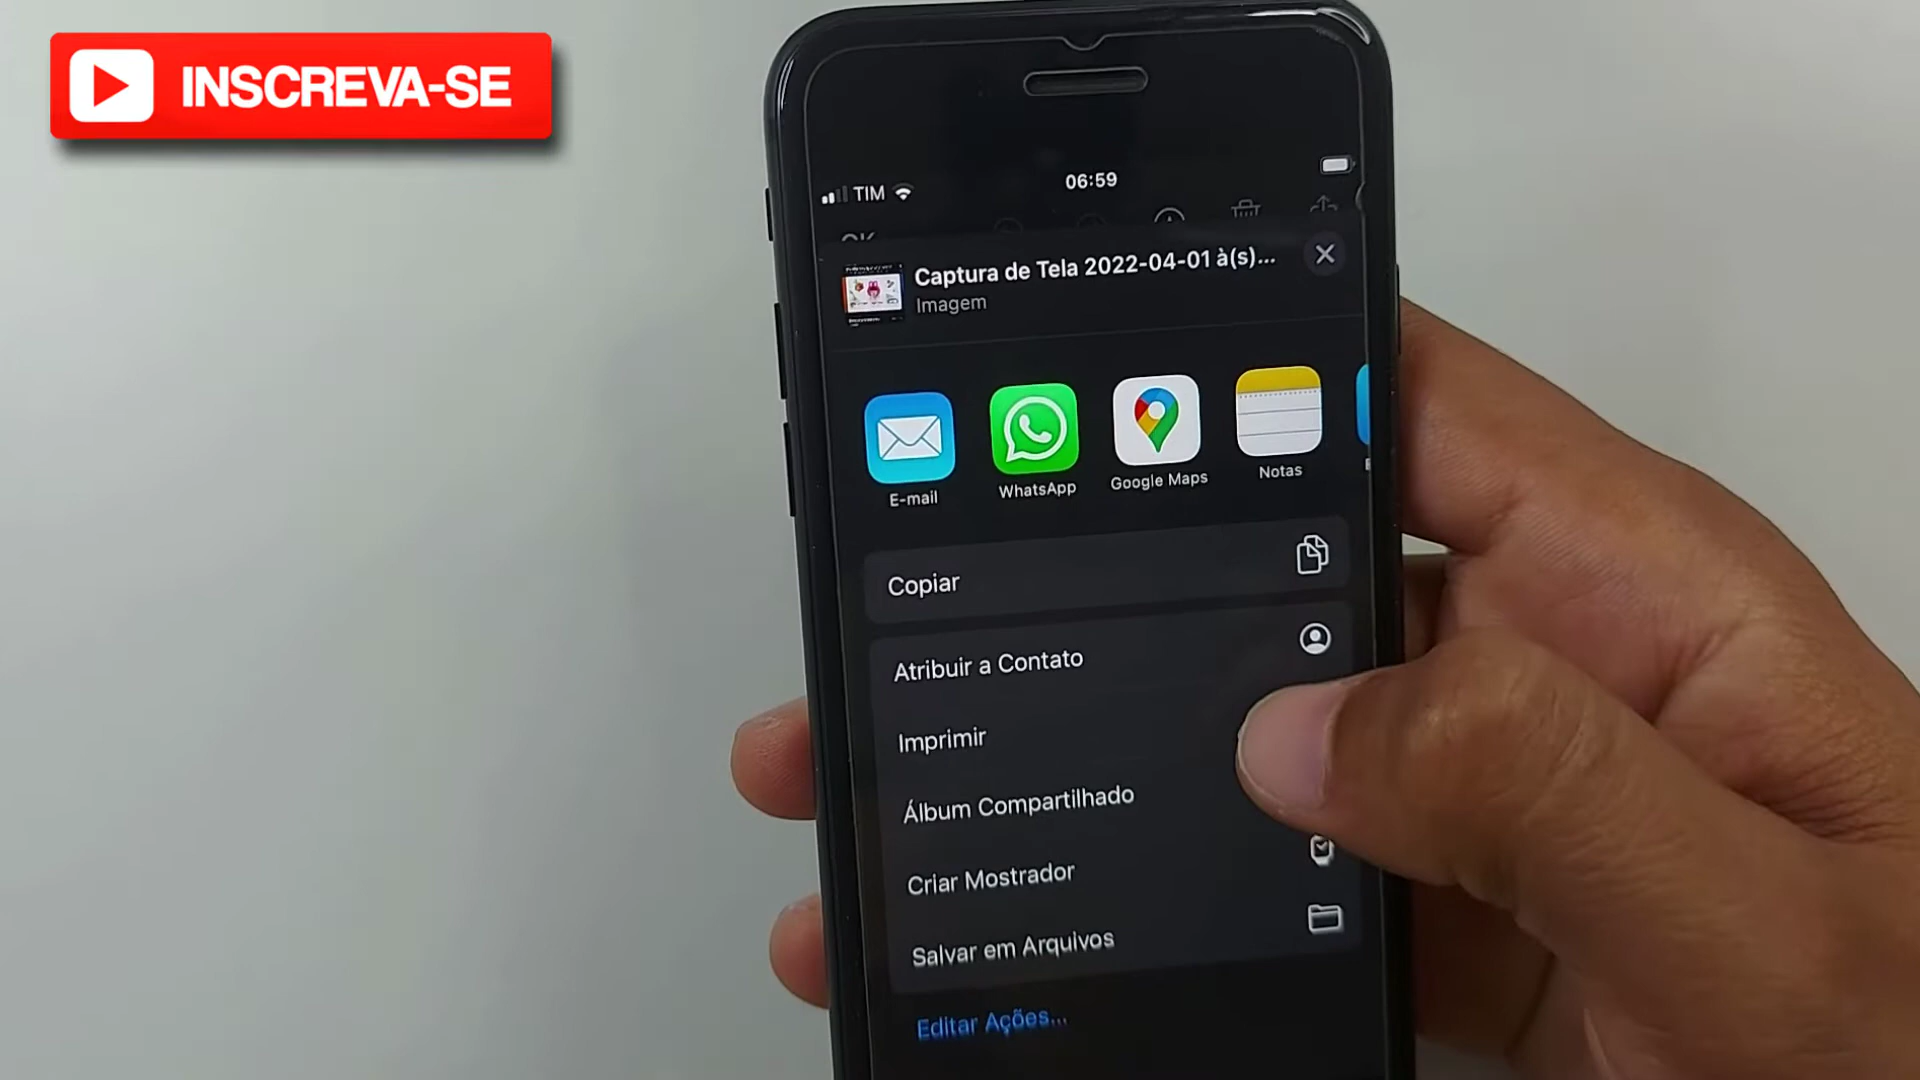 INSCREVA-SE
TIM
06:59
Captura de Tela 2022-04-01 à(s)...
Imagem
E-mail
WhatsApp
Google Maps
Notas
Copiar
Atribuir a Contato
Imprimir
Álbum Compartilhado
Criar Mostrador
Salvar em Arquivos
Editar Ações...